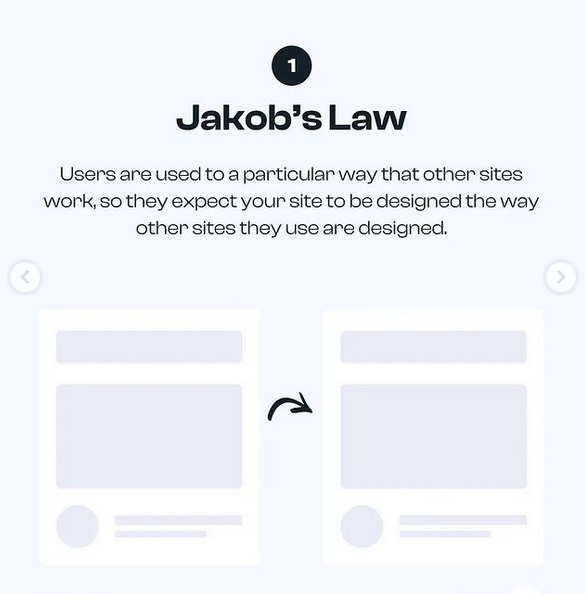 1
Jakob’s Law
Users are used to a particular way that other sites
work, so they expect your site to be designed the way
other sites they use are designed.